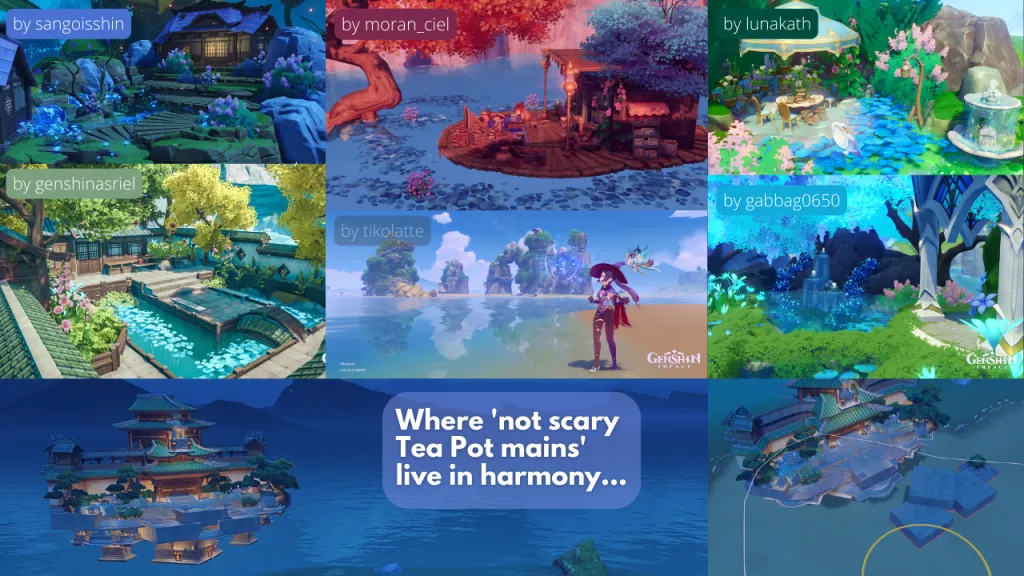 by sangoisshin
by moran_ciel
by lunakath
by genshinasriel
by tikolatte
by gabbag0650
GENSHIN
IMPACT
GENSHIN
IMPACT
Where 'not scary
Tea Pot mains'
live in harmony...